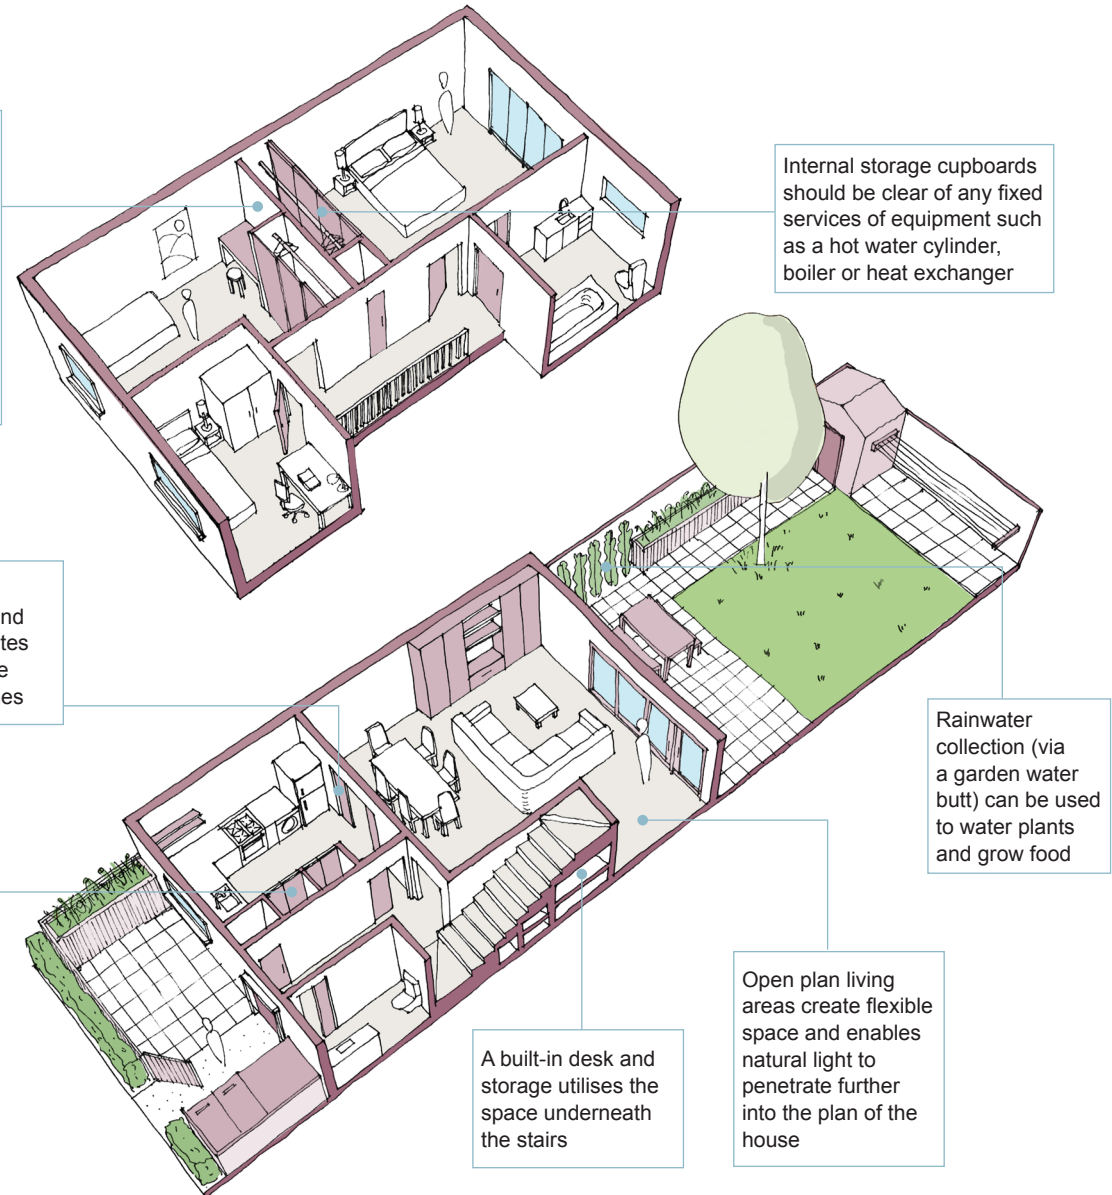 Internal storage cupboards
should be clear of any fixed
services of equipment such
as a hot water cylinder,
boiler or heat exchanger
Rainwater
collection (via
a garden water
butt) can be used
to water plants
and grow food
Open plan living
areas create flexible
space and enables
natural light to
penetrate further
into the plan of the
house
A built-in desk and
storage utilises the
space underneath
the stairs